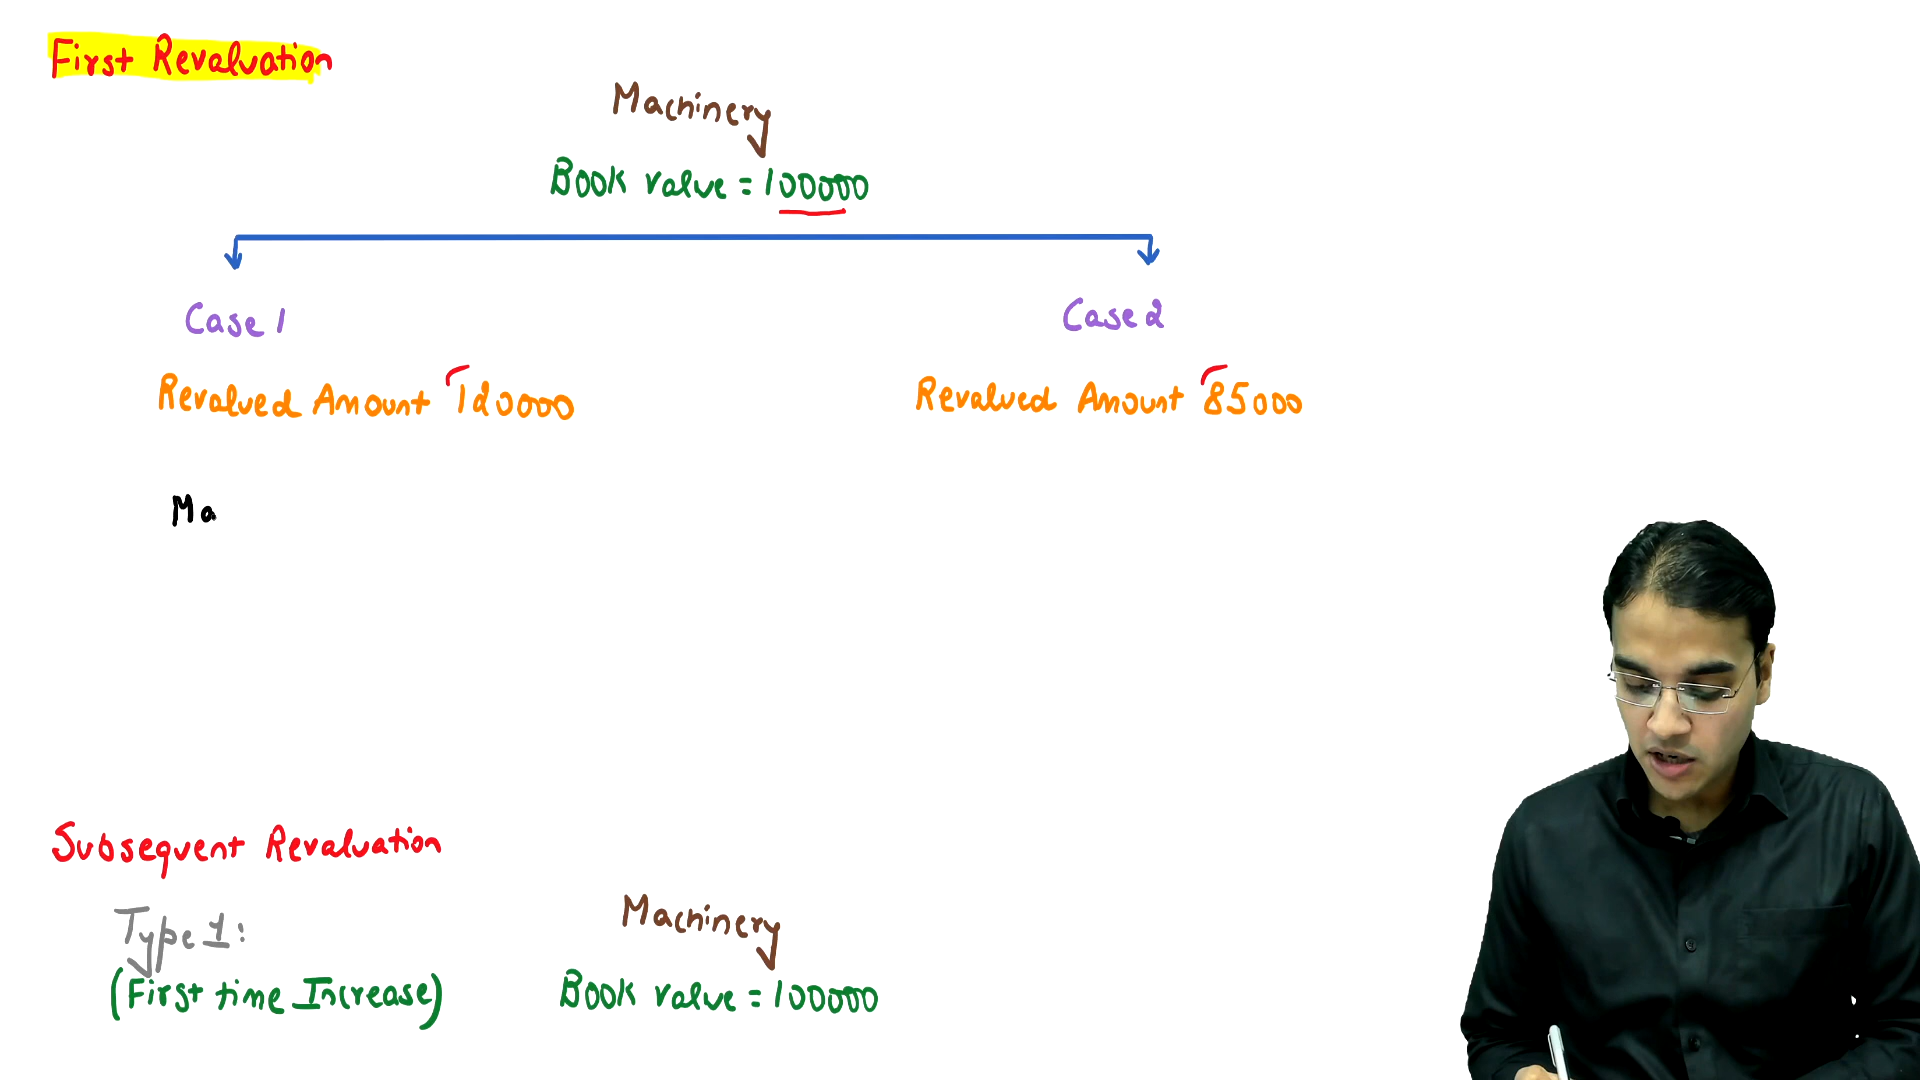 First Revaluation
Machinery
Book value = 100000
Case 1
Case 2
Revalued Amount 120000
Revalued Amount 85000
Ma
Subsequent Revaluation
Type 1:
(First time Increase)
Machinery
Book value = 100000